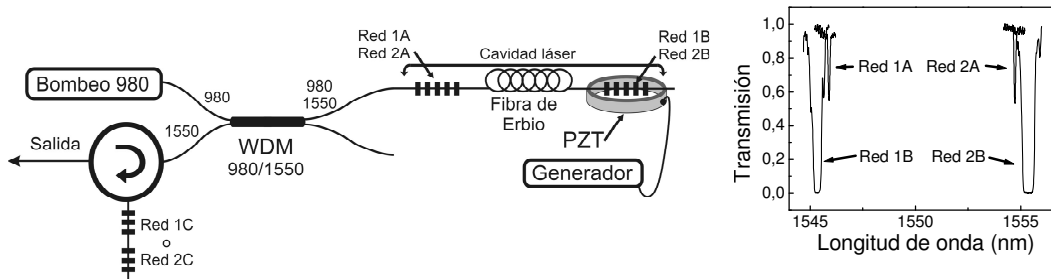 Bombeo 980
Salida
980
1550
WDM
980/1550
980
1550
Red 1A
Red 2A
Cavidad láser
Red 1B
Red 2B
Fibra de
Erbio
PZT
Generador
Red 1C
o
Red 2C
Transmisión
1,0
0,8
0,6
0,4
0,2
0,0
Red 1A
Red 2A
Red 1B
Red 2B
1545
1550
1555
Longitud de onda (nm)